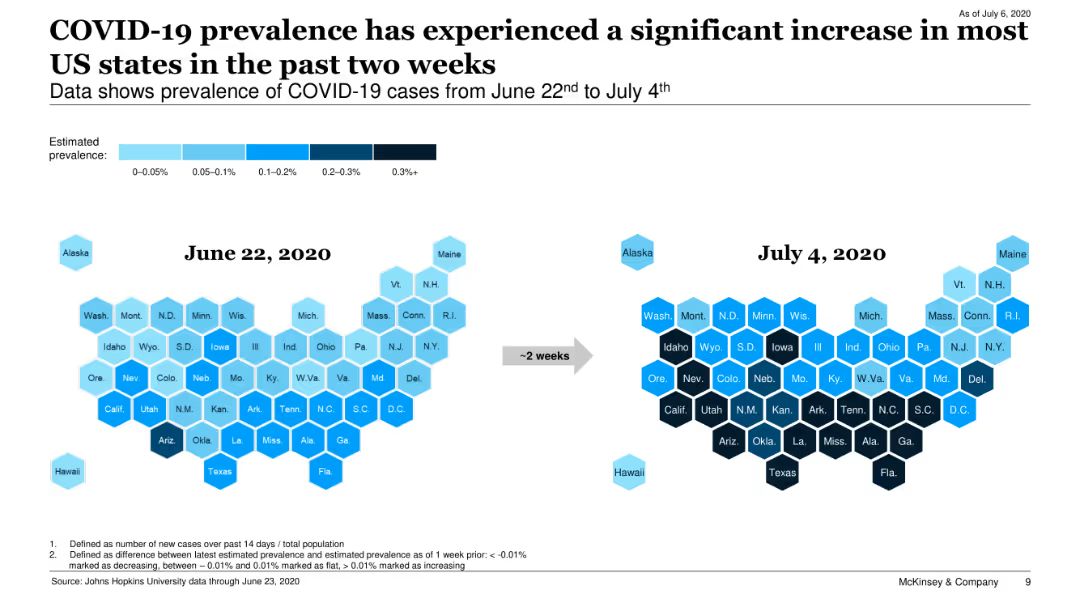 As of July 6, 2020
COVID-19 prevalence has experienced a significant increase in most
US states in the past two weeks
Data shows prevalence of COVID-19 cases from June 22nd to July 4th
Estimated
prevalence:
0–0.05%
0.05–0.1%
0.1–0.2%
0.2–0.3%
0.3%+
June 22, 2020
Alaska
Maine
Vt.
N.H.
Wash.
Mont.
N.D.
Minn.
Wis.
Mich.
Mass.
Conn.
R.I.
Idaho
Wyo.
S.D.
Iowa
Ill
Ind.
Ohio
Pa.
N.J.
N.Y.
Ore.
Nev.
Colo.
Neb.
Mo.
Ky.
W.Va.
Va.
Md.
Del.
Calif.
Utah
N.M.
Kan.
Ark.
Tenn.
N.C.
S.C.
D.C.
Ariz.
Okla.
La.
Miss.
Ala.
Ga.
Hawaii
Texas
Fla.
~2 weeks
July 4, 2020
Alaska
Maine
Vt.
N.H.
Wash.
Mont.
N.D.
Minn.
Wis.
Mich.
Mass.
Conn.
R.I.
Idaho
Wyo.
S.D.
Iowa
Ill
Ind.
Ohio
Pa.
N.J.
N.Y.
Ore.
Nev.
Colo.
Neb.
Mo.
Ky.
W.Va.
Va.
Md.
Del.
Calif.
Utah
N.M.
Kan.
Ark.
Tenn.
N.C.
S.C.
D.C.
Ariz.
Okla.
La.
Miss.
Ala.
Ga.
Hawaii
Texas
Fla.
1. Defined as number of new cases over past 14 days / total population
2. Defined as difference between latest estimated prevalence and estimated prevalence as of 1 week prior: < -0.01%
marked as decreasing, between – 0.01% and 0.01% marked as flat, > 0.01% marked as increasing
Source: Johns Hopkins University data through June 23, 2020
McKinsey & Company 9